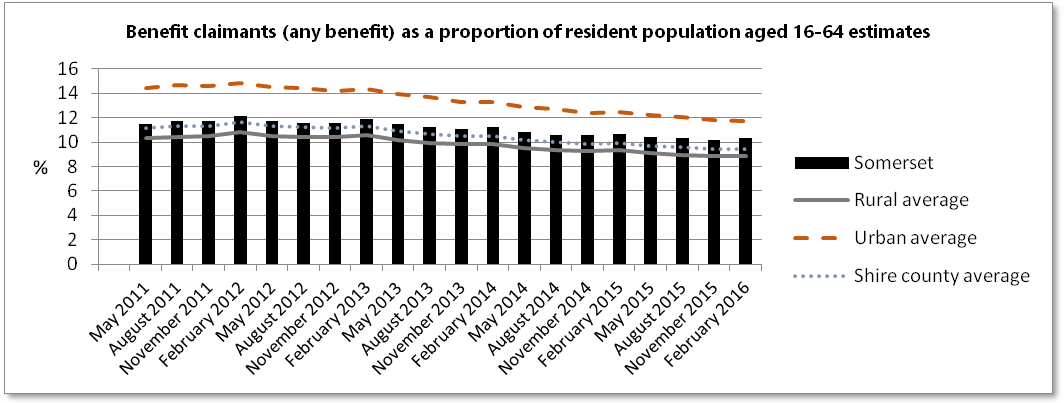 Benefit claimants (any benefit) as a proportion of resident population aged 16-64 estimates
16
14
12
10
8
6
4
2
0
%
May 2011
August 2011
November 2011
February 2012
May 2012
August 2012
November 2012
February 2013
May 2013
August 2013
November 2013
February 2014
May 2014
August 2014
November 2014
February 2015
May 2015
August 2015
November 2015
February 2016
Somerset
Rural average
Urban average
Shire county average